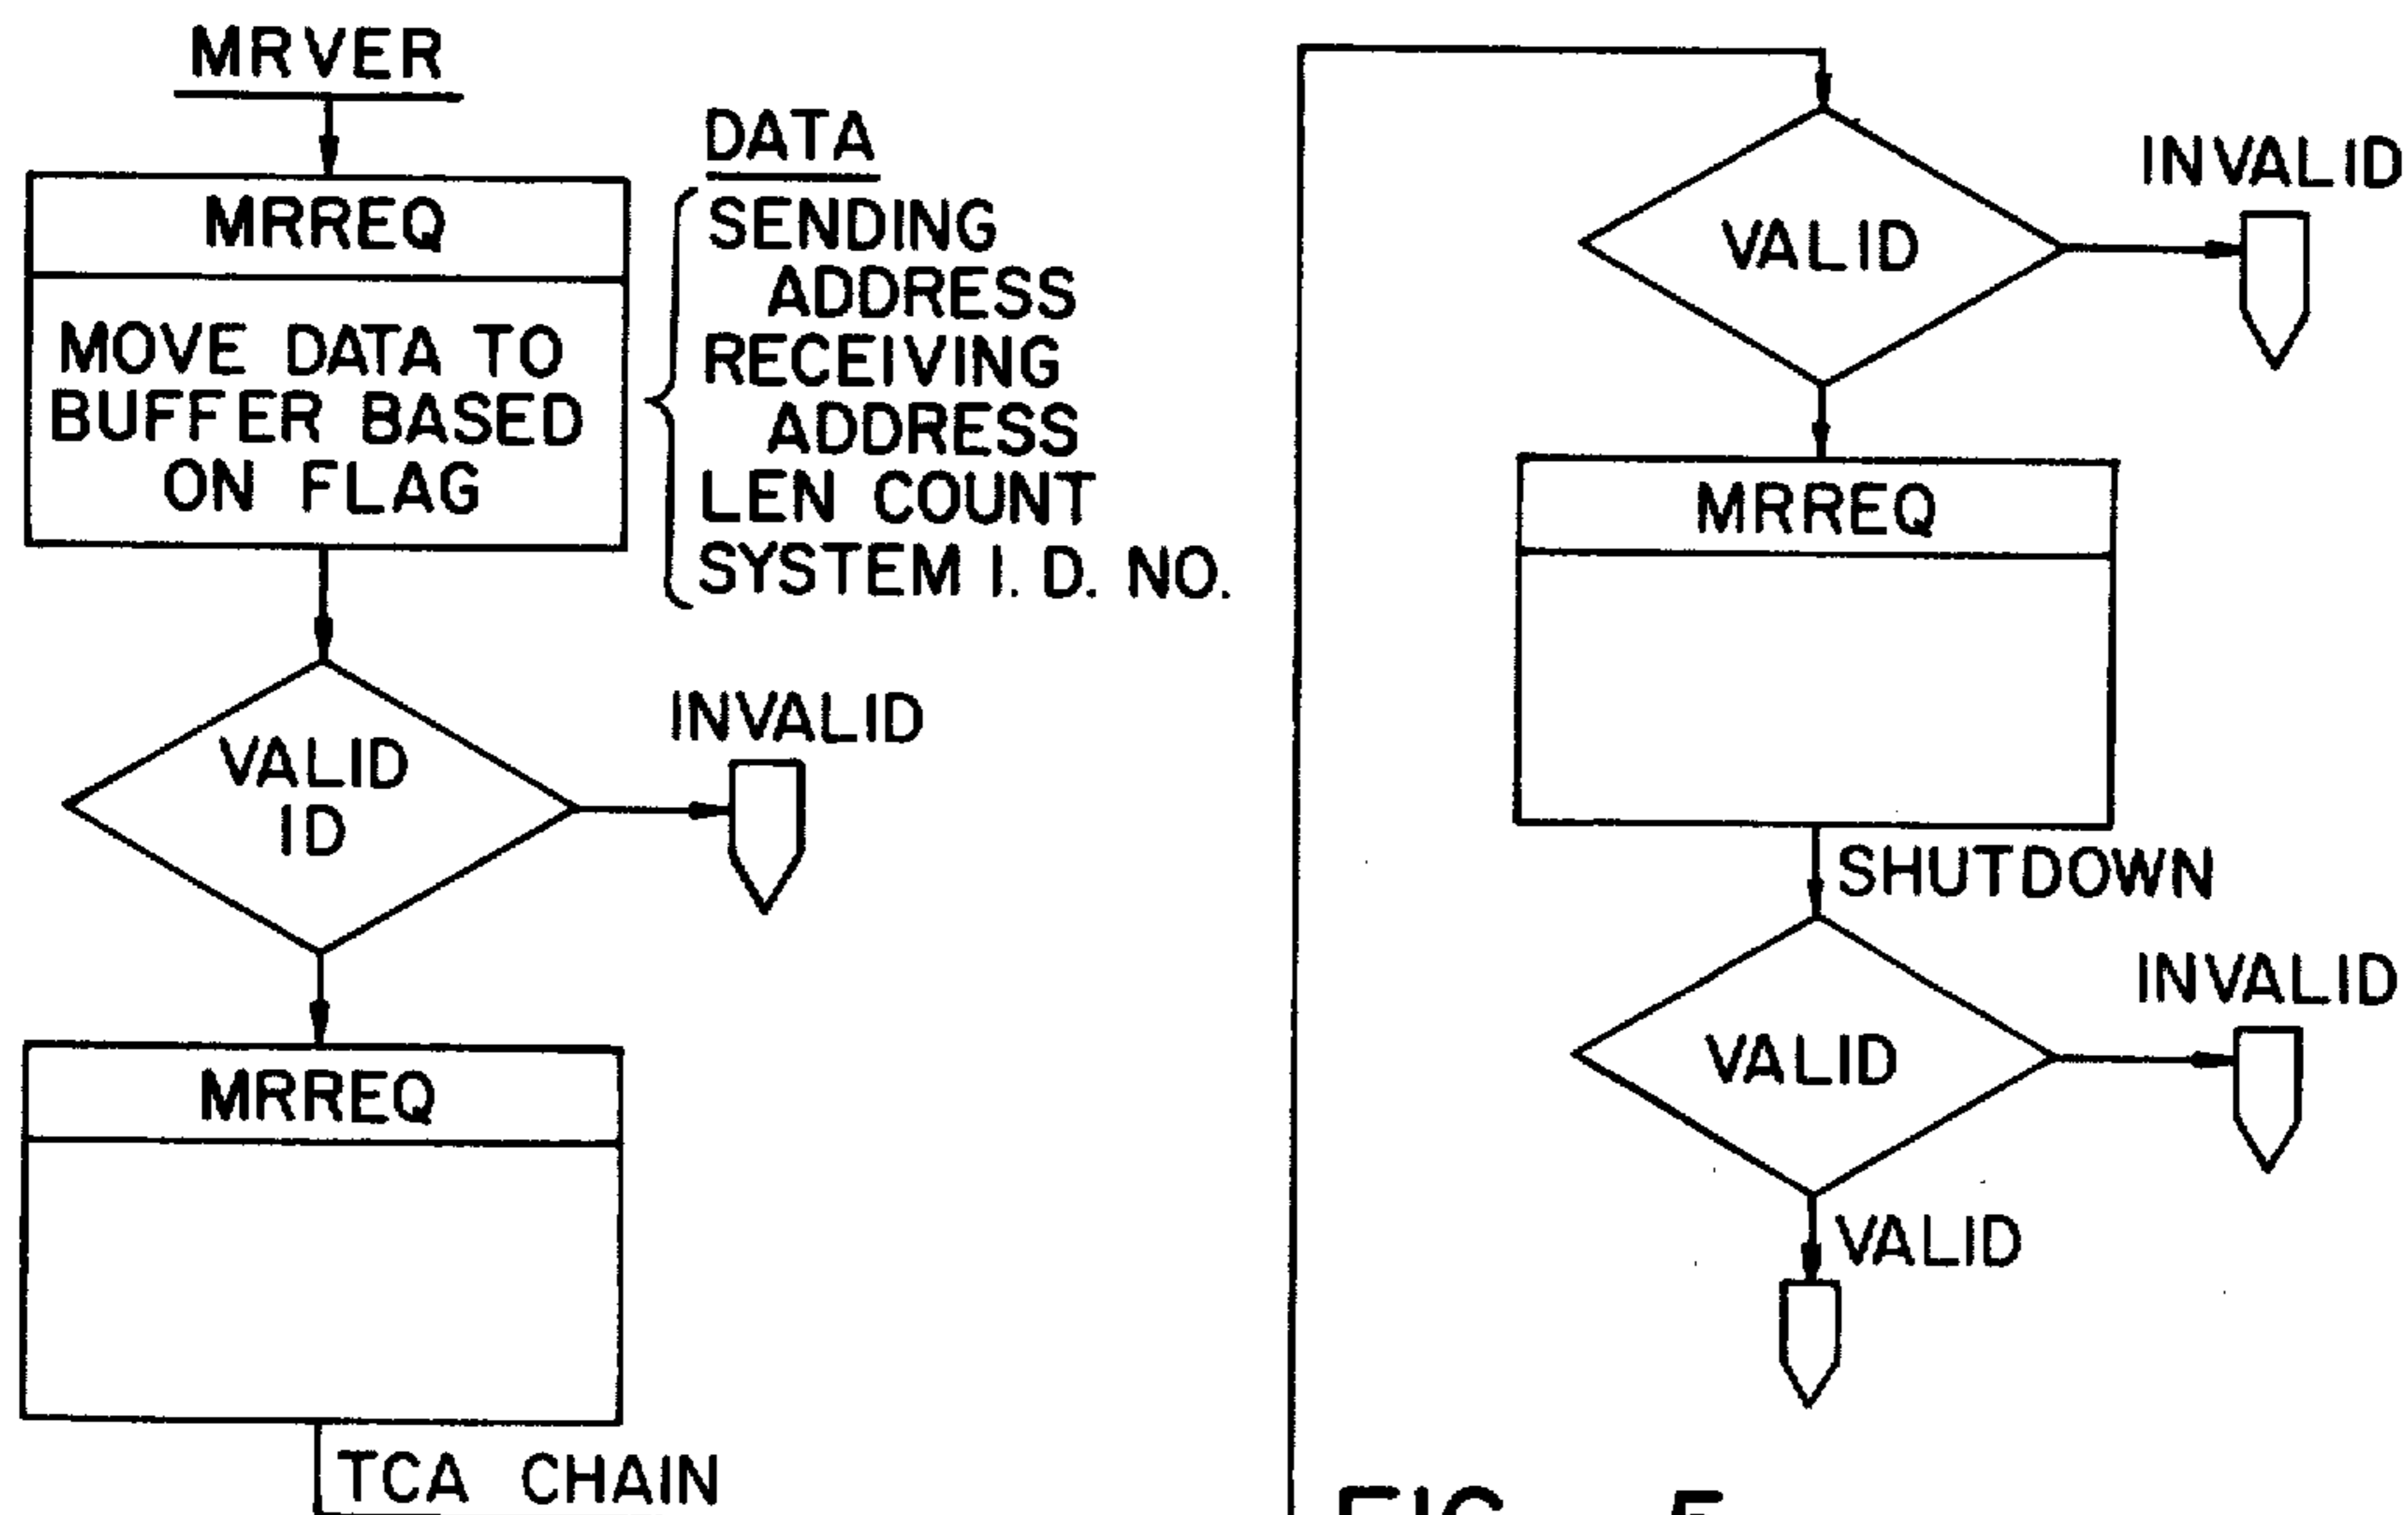 MRVER
MRREQ
MOVE DATA TO
BUFFER BASED
ON FLAG
DATA
SENDING
ADDRESS
RECEIVING
ADDRESS
LEN COUNT
SYSTEM I. D. NO.
VALID
ID
INVALID
MRREQ
TCA CHAIN
VALID
INVALID
MRREQ
SHUTDOWN
VALID
INVALID
VALID